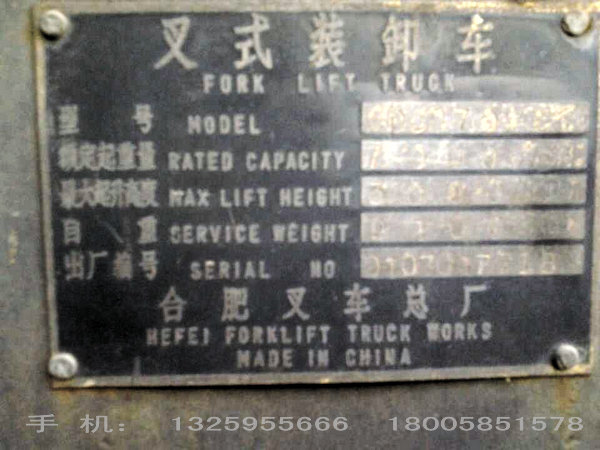 叉式装卸车
FORK LIFT TRUCK
型 号 MODEL
额定起重量 RATED CAPACITY
最大起升高度 MAX LIFT HEIGHT
自 重 SERVICE WEIGHT
出厂编号 SERIAL NO
合肥叉车总厂
HEFEI FORKLIFT TRUCK WORKS
MADE IN CHINA
手 机： 13259955666 18005851578